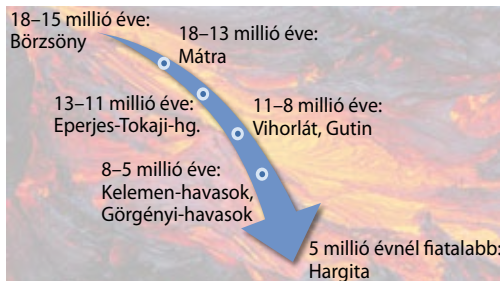 18–15 millió éve:
Börzsöny
18–13 millió éve:
Mátra
13–11 millió éve:
Eperjes-Tokaji-hg.
11–8 millió éve:
Vihorlát, Gutin
8–5 millió éve:
Kelemen-havasok,
Görgényi-havasok
5 millió évnél fiatalabb:
Hargita